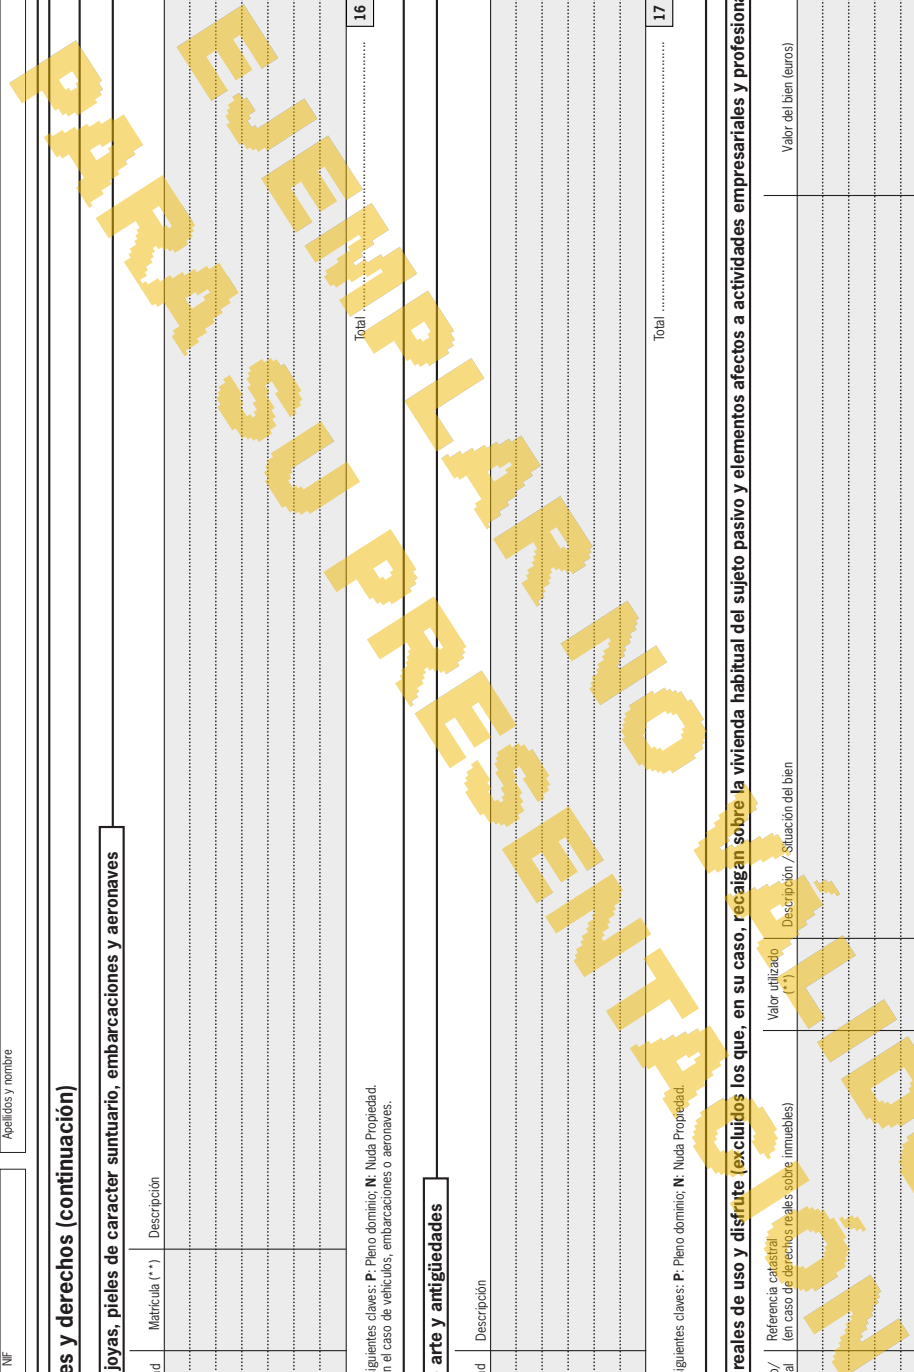 NIF
Apellidos y nombre
es y derechos (continuación)
joyas, pieles de caracter suntuario, embarcaciones y aeronaves
d
Matrícula (**)
Descripción
Total
16
iguientes claves: P: Pleno dominio; N: Nuda Propiedad.
n el caso de vehículos, embarcaciones o aeronaves.
arte y antigüedades
d
Descripción
Total
17
iguientes claves: P: Pleno dominio; N: Nuda Propiedad.
reales de uso y disfrute (excluidos los que, en su caso, recaigan sobre la vivienda habitual del sujeto pasivo y elementos afectos a actividades empresariales y profesiona
o/
al
Referencia catastral
(en caso de derechos reales sobre inmuebles)
Valor utilizado
(**)
Descripción / Situación del bien
Valor del bien (euros)
EJEMPLAR NO VÁLIDO
PARA SU PRESENTACIÓN